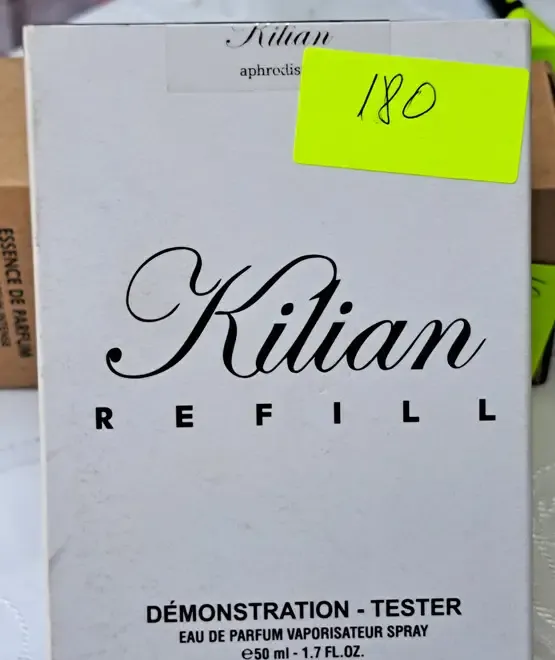 Kilian
180
Kilian
REFILL
DÉMONSTRATION - TESTER
EAU DE PARFUM VAPORISATEUR SPRAY
℮50 ml - 1.7 FL.OZ.
ESSENCE DE PARFUM